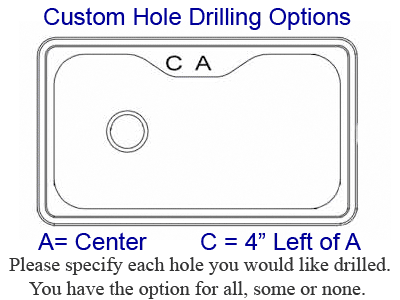 Custom Hole Drilling Options
C A
A= Center C = 4” Left of A
Please specify each hole you would like drilled.
You have the option for all, some or none.